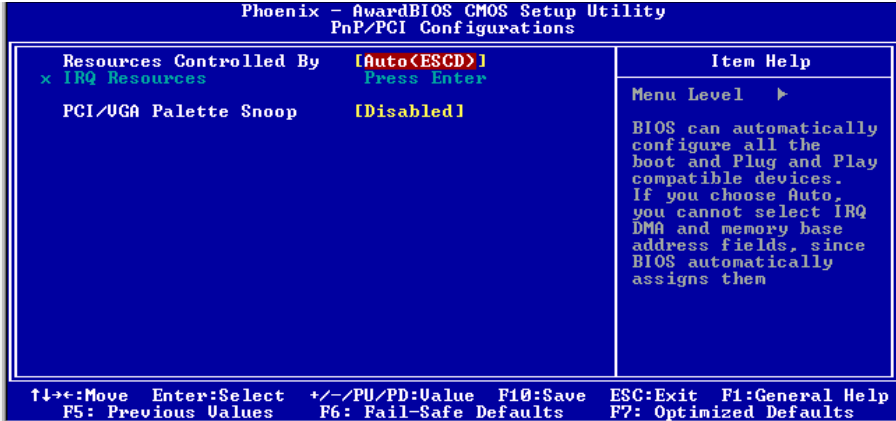 Phoenix - AwardBIOS CMOS Setup Utility
PnP/PCI Configurations
Resources Controlled By [Auto(ESCD)]
x IRQ Resources Press Enter
PCI/VGA Palette Snoop [Disabled]
Item Help
Menu Level ▶
BIOS can automatically
configure all the
boot and Plug and Play
compatible devices.
If you choose Auto,
you cannot select IRQ
DMA and memory base
address fields, since
BIOS automatically
assigns them
↑↓→←:Move Enter:Select +/-/PU/PD:Value F10:Save ESC:Exit F1:General Help
F5: Previous Values F6: Fail-Safe Defaults F7: Optimized Defaults